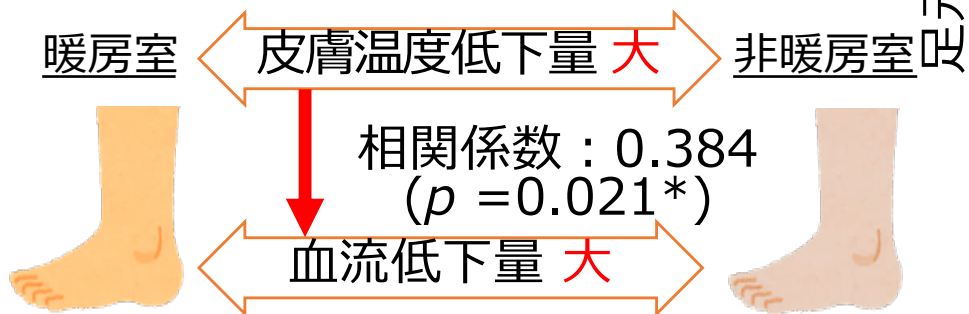 暖房室
皮膚温度低下量 大
非暖房室
相関係数：0.384
(p =0.021*)
血流低下量 大